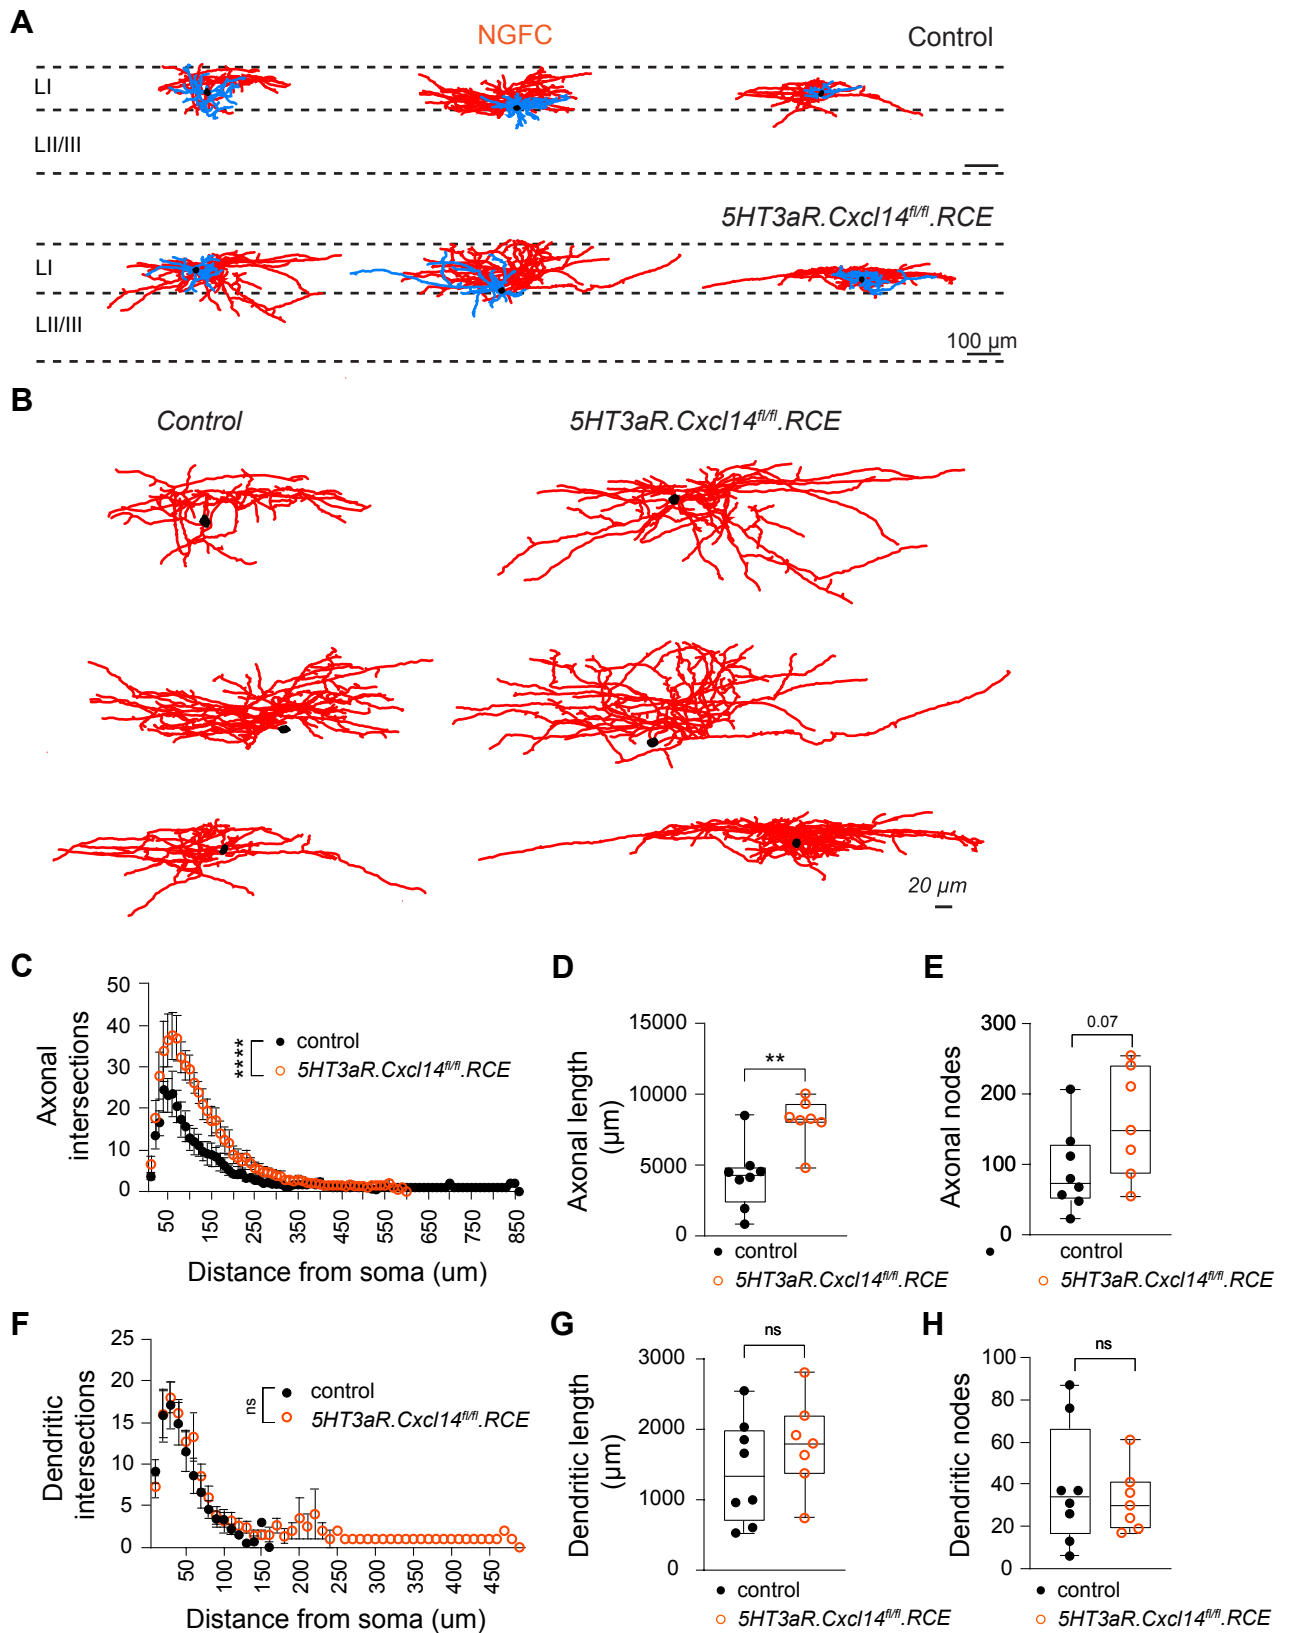 A
NGFC
Control
LI
LII/III
5HT3aR.Cxcl14fl/fl.RCE
LI
LII/III
100 µm
B
Control
5HT3aR.Cxcl14fl/fl.RCE
20 µm
C
Axonal
intersections
50
40
30
20
10
0
****
control
5HT3aR.Cxcl14fl/fl.RCE
50
150
250
350
450
550
650
750
850
Distance from soma (um)
D
Axonal length
(µm)
15000
10000
5000
0
**
control
5HT3aR.Cxcl14fl/fl.RCE
E
Axonal nodes
300
200
100
0
0.07
control
5HT3aR.Cxcl14fl/fl.RCE
F
Dendritic
intersections
25
20
15
10
5
0
ns
control
5HT3aR.Cxcl14fl/fl.RCE
50
100
150
200
250
300
350
400
450
Distance from soma (um)
G
Dendritic length
(µm)
3000
2000
1000
0
ns
control
5HT3aR.Cxcl14fl/fl.RCE
H
Dendritic nodes
100
80
60
40
20
0
ns
control
5HT3aR.Cxcl14fl/fl.RCE